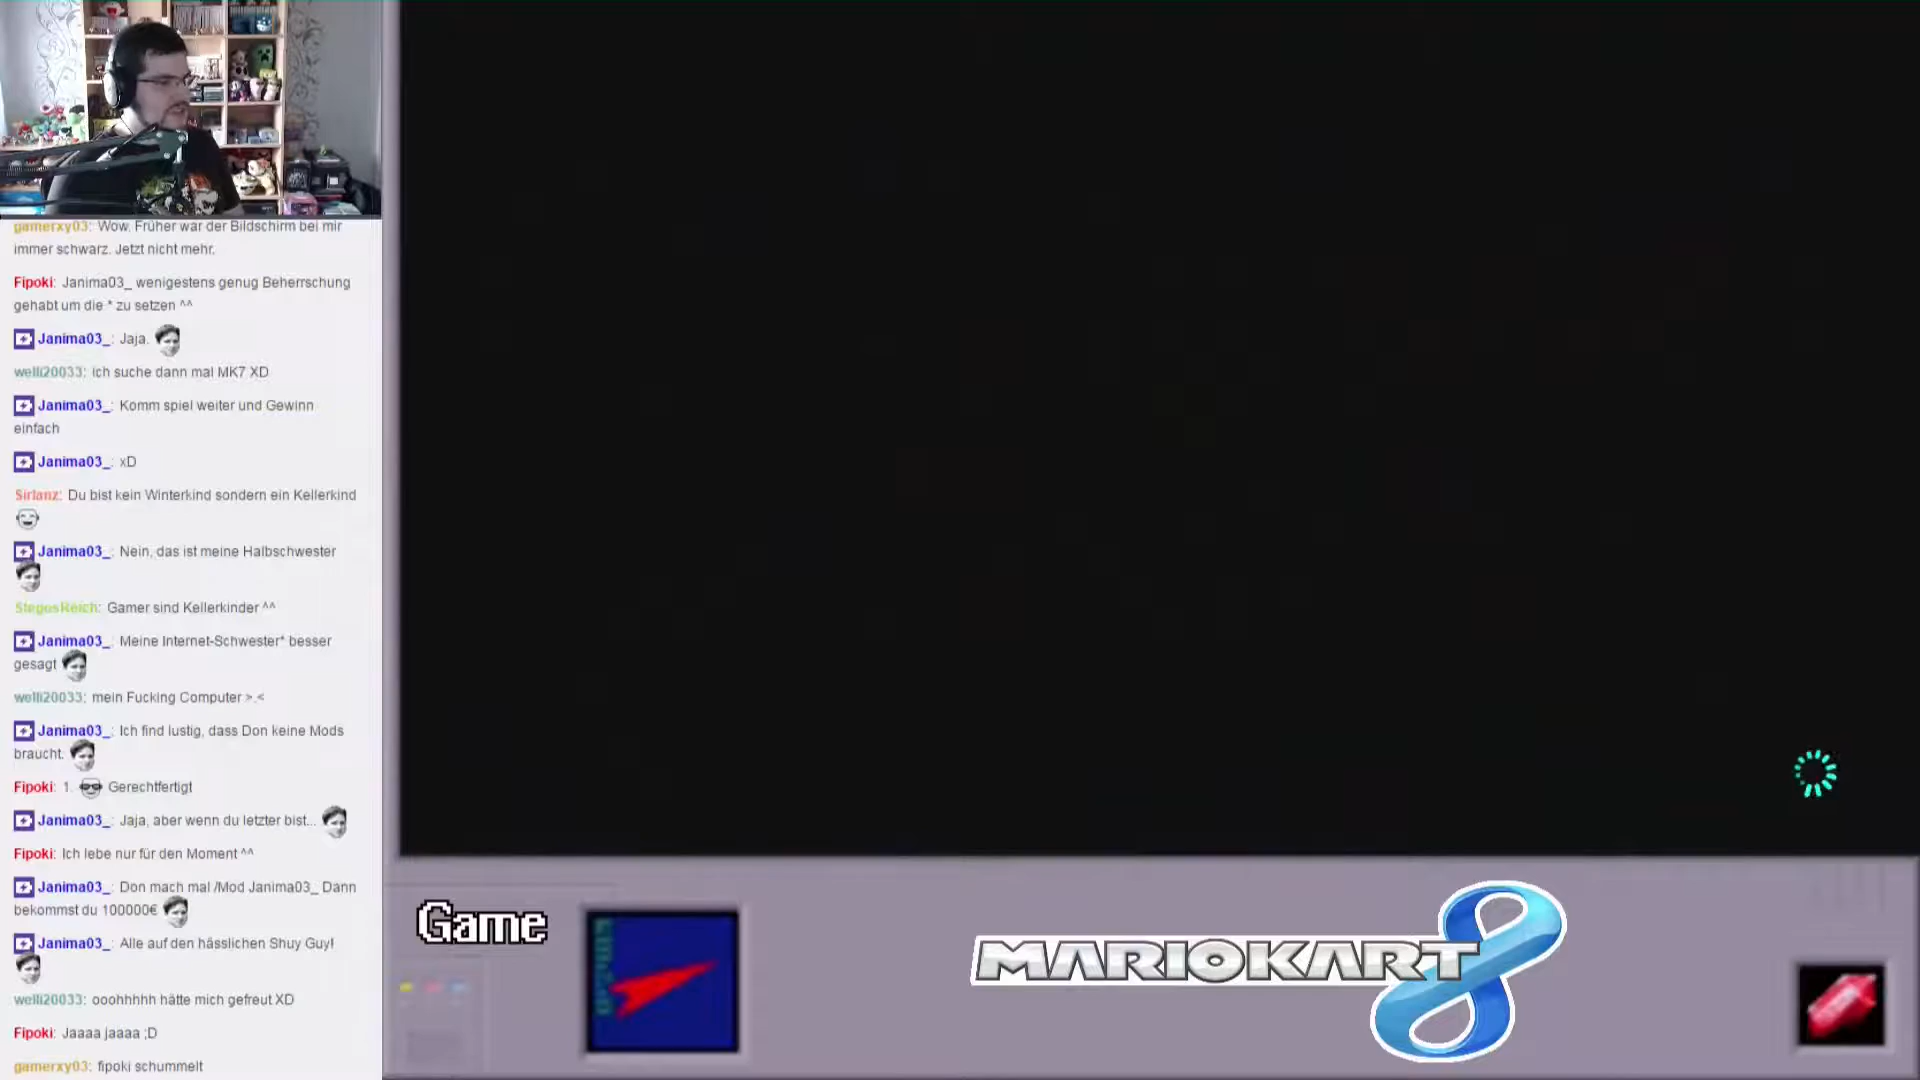 gamerxy03: Wow. Früher war der Bildschirm bei mir
immer schwarz. Jetzt nicht mehr.
Fipoki: Janima03_ wenigestens genug Beherrschung
gehabt um die * zu setzen ^^
Janima03_: Jaja.
welli20033: ich suche dann mal MK7 XD
Janima03_: Komm spiel weiter und Gewinn
einfach
Janima03_: xD
Sirlanz: Du bist kein Winterkind sondern ein Kellerkind
Janima03_: Nein, das ist meine Halbschwester
StegosReich: Gamer sind Kellerkinder ^^
Janima03_: Meine Internet-Schwester* besser
gesagt
welli20033: mein Fucking Computer >.<
Janima03_: Ich find lustig, dass Don keine Mods
braucht.
Fipoki: 1. Gerechtfertigt
Janima03_: Jaja, aber wenn du letzter bist...
Fipoki: Ich lebe nur für den Moment ^^
Janima03_: Don mach mal /Mod Janima03_ Dann
bekommst du 100000€
Janima03_: Alle auf den hässlichen Shuy Guy!
welli20033: ooohhhhh hätte mich gefreut XD
Fipoki: Jaaaa jaaaa ;D
gamerxy03: fipoki schummelt
Game
MARIOKART 8